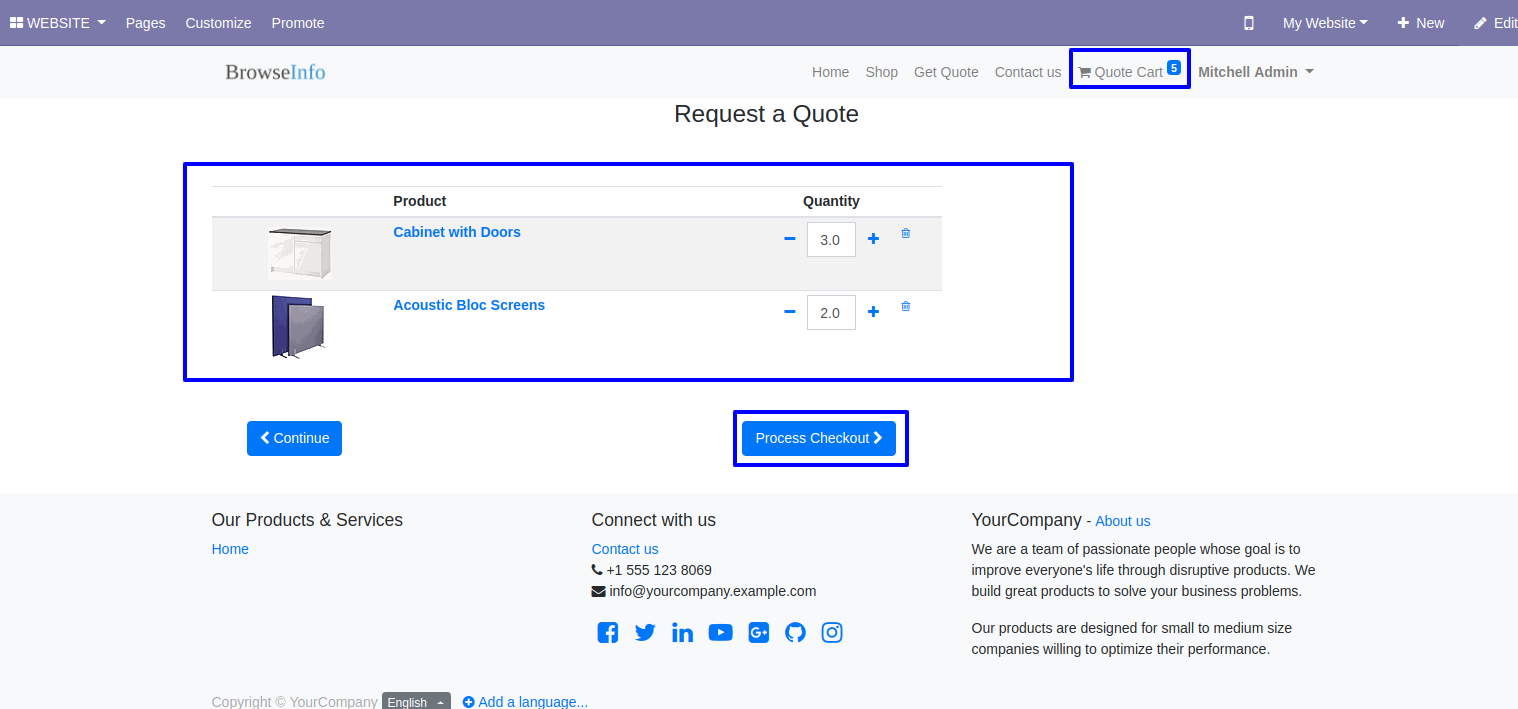 WEBSITE Pages Customize Promote My Website New Edit
BrowseInfo Home Shop Get Quote Contact us Quote Cart 5 Mitchell Admin
Request a Quote
Product Quantity
Cabinet with Doors 3.0
Acoustic Bloc Screens 2.0
Continue Process Checkout
Our Products & Services
Home
Connect with us
Contact us
+1 555 123 8069
info@yourcompany.example.com
YourCompany - About us
We are a team of passionate people whose goal is to
improve everyone's life through disruptive products. We
build great products to solve your business problems.
Our products are designed for small to medium size
companies willing to optimize their performance.
Copyright © YourCompany English Add a language...